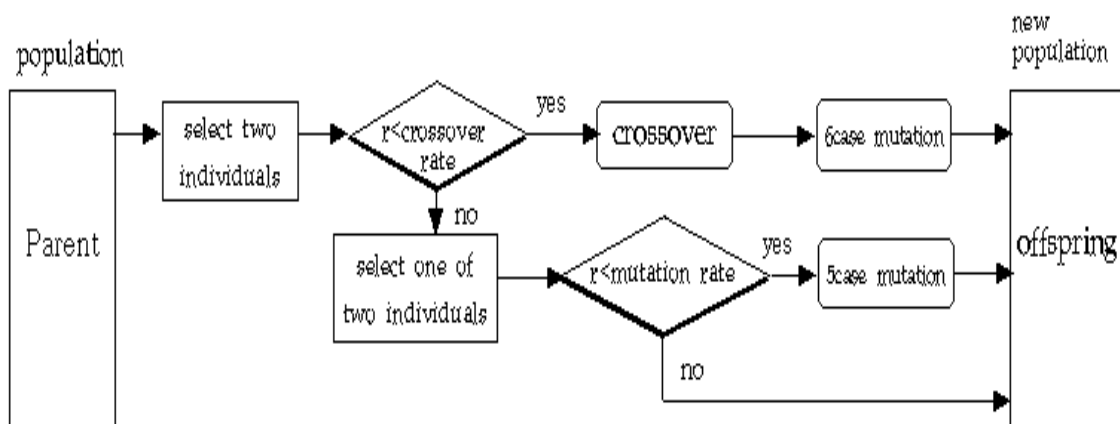 population
Parent
select two
individuals
r<crossover
rate
yes
crossover
6case mutation
no
select one of
two individuals
r<mutation rate
yes
5case mutation
no
new
population
offspring